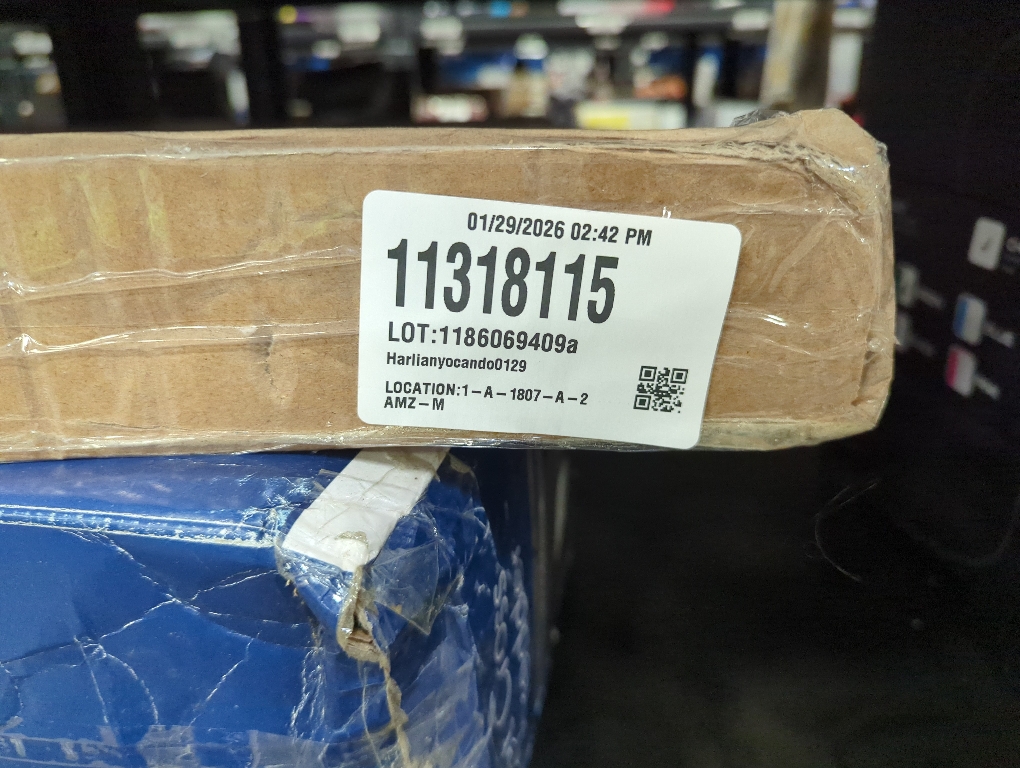 01/29/2026 02:42 PM
11318115
LOT:1186069409a
Harlianyocando0129
LOCATION:1-A-1807-A-2
AMZ-M